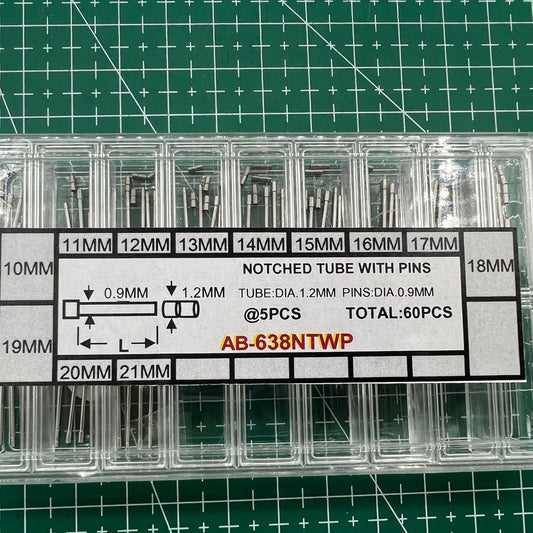 11MM 12MM 13MM 14MM 15MM 16MM 17MM
10MM
18MM
NOTCHED TUBE WITH PINS
0.9MM 1.2MM
TUBE:DIA.1.2MM PINS:DIA.0.9MM
@5PCS TOTAL:60PCS
L
AB-638NTWP
19MM
20MM 21MM